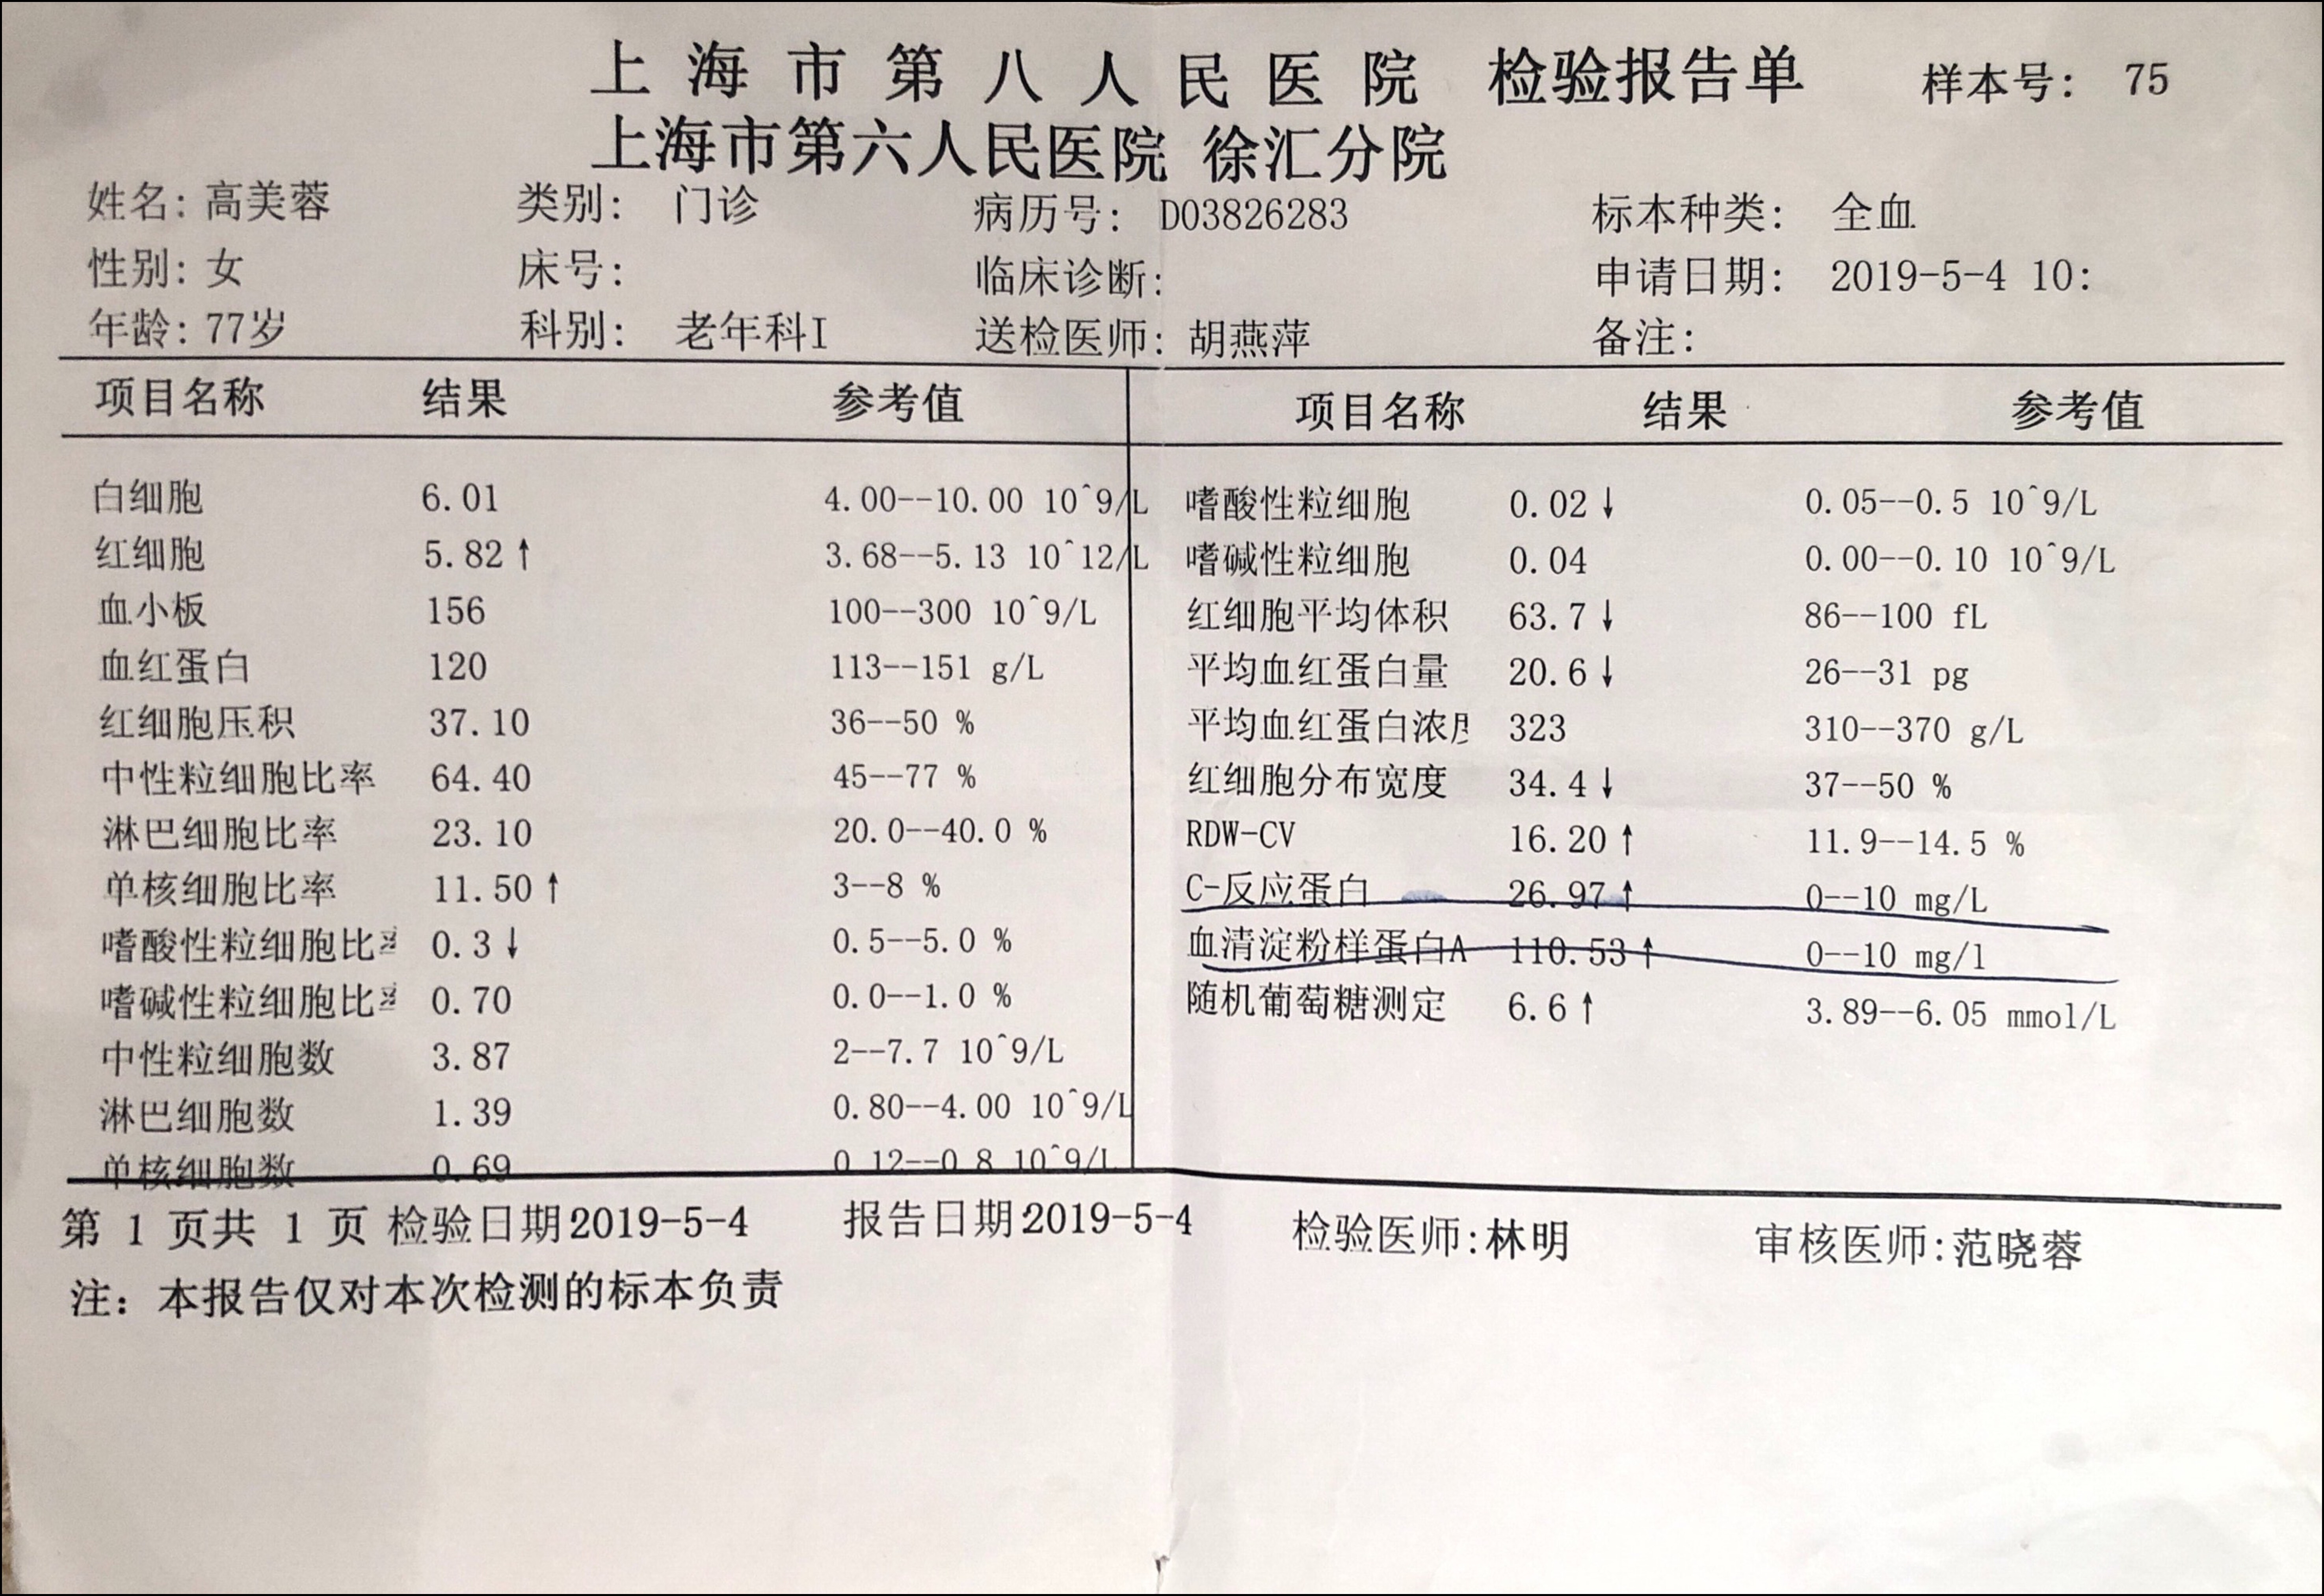 上海市第八人民医院 检验报告单 样本号： 75
上海市第六人民医院 徐汇分院
姓名：高美蓉 类别： 门诊 病历号： D03826283 标本种类： 全血
性别：女 床号： 临床诊断： 申请日期： 2019-5-4 10:
年龄：77岁 科别： 老年科I 送检医师：胡燕萍 备注：
项目名称 结果 参考值 项目名称 结果 参考值
白细胞 6.01 4.00--10.00 10^9/L 嗜酸性粒细胞 0.02↓ 0.05--0.5 10^9/L
红细胞 5.82↑ 3.68--5.13 10^12/L 嗜碱性粒细胞 0.04 0.00--0.10 10^9/L
血小板 156 100--300 10^9/L 红细胞平均体积 63.7↓ 86--100 fL
血红蛋白 120 113--151 g/L 平均血红蛋白量 20.6↓ 26--31 pg
红细胞压积 37.10 36--50 % 平均血红蛋白浓度 323 310--370 g/L
中性粒细胞比率 64.40 45--77 % 红细胞分布宽度 34.4↓ 37--50 %
淋巴细胞比率 23.10 20.0--40.0 % RDW-CV 16.20↑ 11.9--14.5 %
单核细胞比率 11.50↑ 3--8 % C-反应蛋白 26.97↑ 0--10 mg/L
嗜酸性粒细胞比率 0.3↓ 0.5--5.0 % 血清淀粉样蛋白A 110.53↑ 0--10 mg/l
嗜碱性粒细胞比率 0.70 0.0--1.0 % 随机葡萄糖测定 6.6↑ 3.89--6.05 mmol/L
中性粒细胞数 3.87 2--7.7 10^9/L
淋巴细胞数 1.39 0.80--4.00 10^9/L
单核细胞数 0.69 0.12--0.8 10^9/L
第 1 页共 1 页 检验日期2019-5-4 报告日期2019-5-4 检验医师:林明 审核医师:范晓蓉
注：本报告仅对本次检测的标本负责